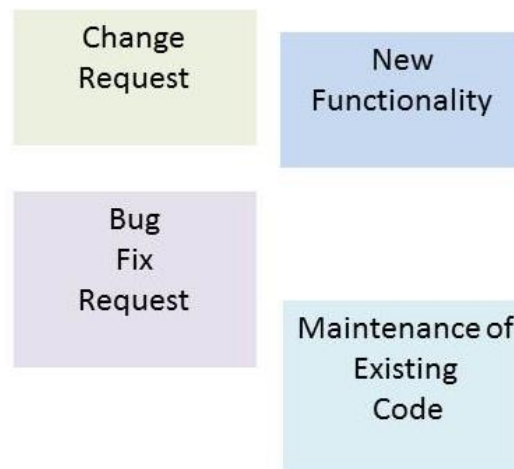 Change
Request
New
Functionality
Bug
Fix
Request
Maintenance of
Existing
Code